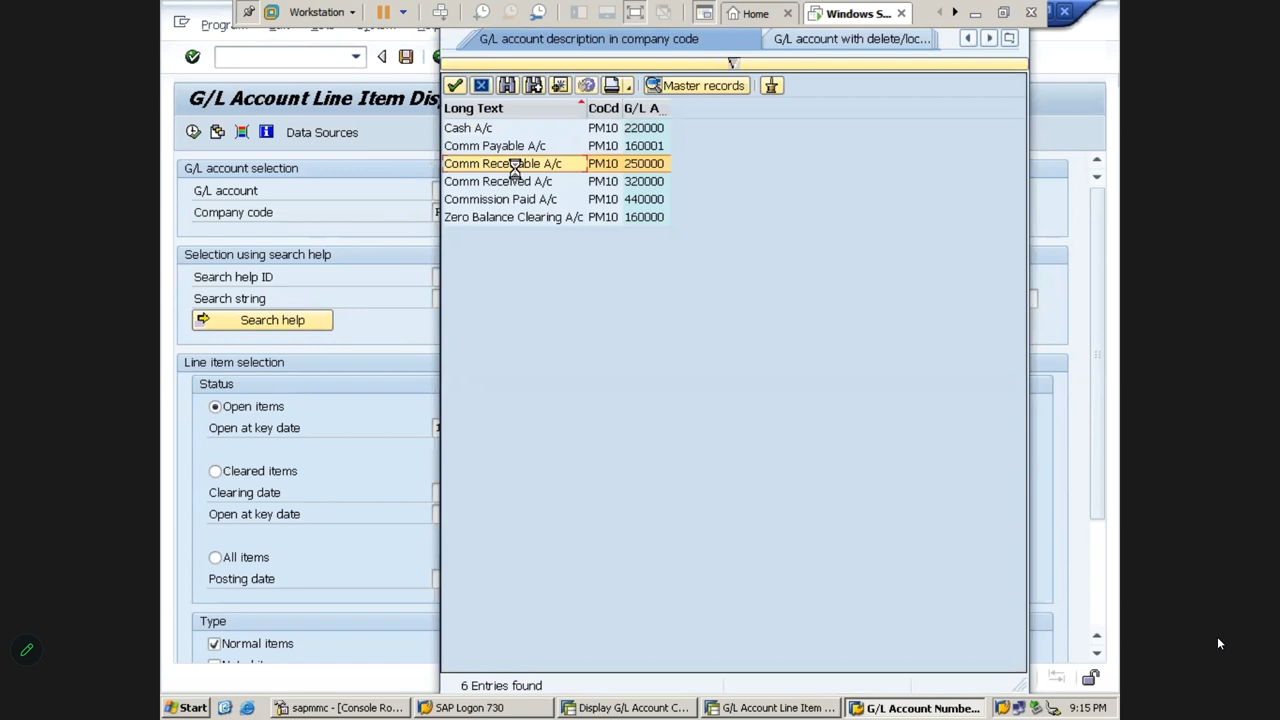 Workstation
Home
Windows S...
Program
G/L account description in company code
G/L account with delete/loc...
Master records
G/L Account Line Item Dis
Data Sources
Long Text CoCd G/L A...
Cash A/c PM10 220000
Comm Payable A/c PM10 160001
Comm Receivable A/c PM10 250000
Comm Received A/c PM10 320000
Commission Paid A/c PM10 440000
Zero Balance Clearing A/c PM10 160000
G/L account selection
G/L account
Company code
Selection using search help
Search help ID
Search string
Search help
Line item selection
Status
Open items
Open at key date
Cleared items
Clearing date
Open at key date
All items
Posting date
Type
Normal items
6 Entries found
Start
sapmmc - [Console Ro...
SAP Logon 730
Display G/L Account C...
G/L Account Line Item ...
G/L Account Numbe...
9:15 PM